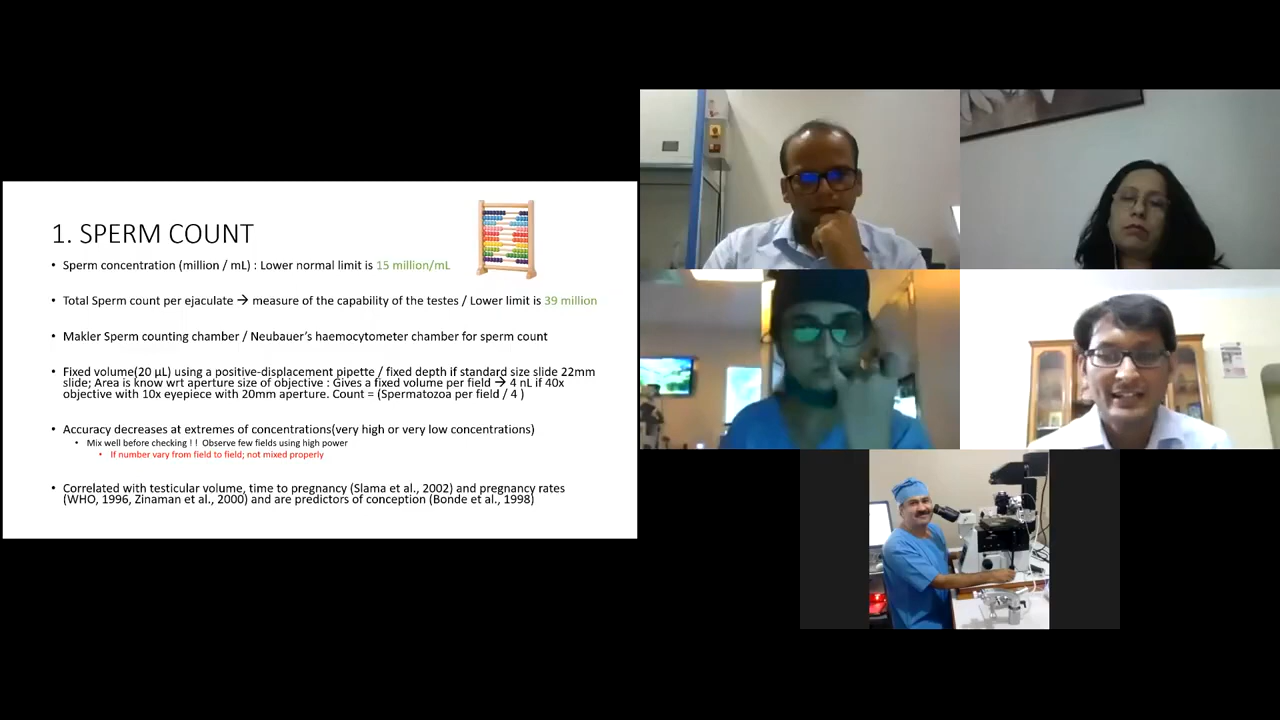 1. SPERM COUNT
• Sperm concentration (million / mL) : Lower normal limit is 15 million/mL
• Total Sperm count per ejaculate → measure of the capability of the testes / Lower limit is 39 million
• Makler Sperm counting chamber / Neubauer's haemocytometer chamber for sperm count
• Fixed volume(20 µL) using a positive-displacement pipette / fixed depth if standard size slide 22mm
slide; Area is know wrt aperture size of objective : Gives a fixed volume per field → 4 nL if 40x
objective with 10x eyepiece with 20mm aperture. Count = (Spermatozoa per field / 4 )
• Accuracy decreases at extremes of concentrations(very high or very low concentrations)
• Mix well before checking ! ! Observe few fields using high power
• If number vary from field to field; not mixed properly
• Correlated with testicular volume, time to pregnancy (Slama et al., 2002) and pregnancy rates
(WHO, 1996, Zinaman et al., 2000) and are predictors of conception (Bonde et al., 1998)